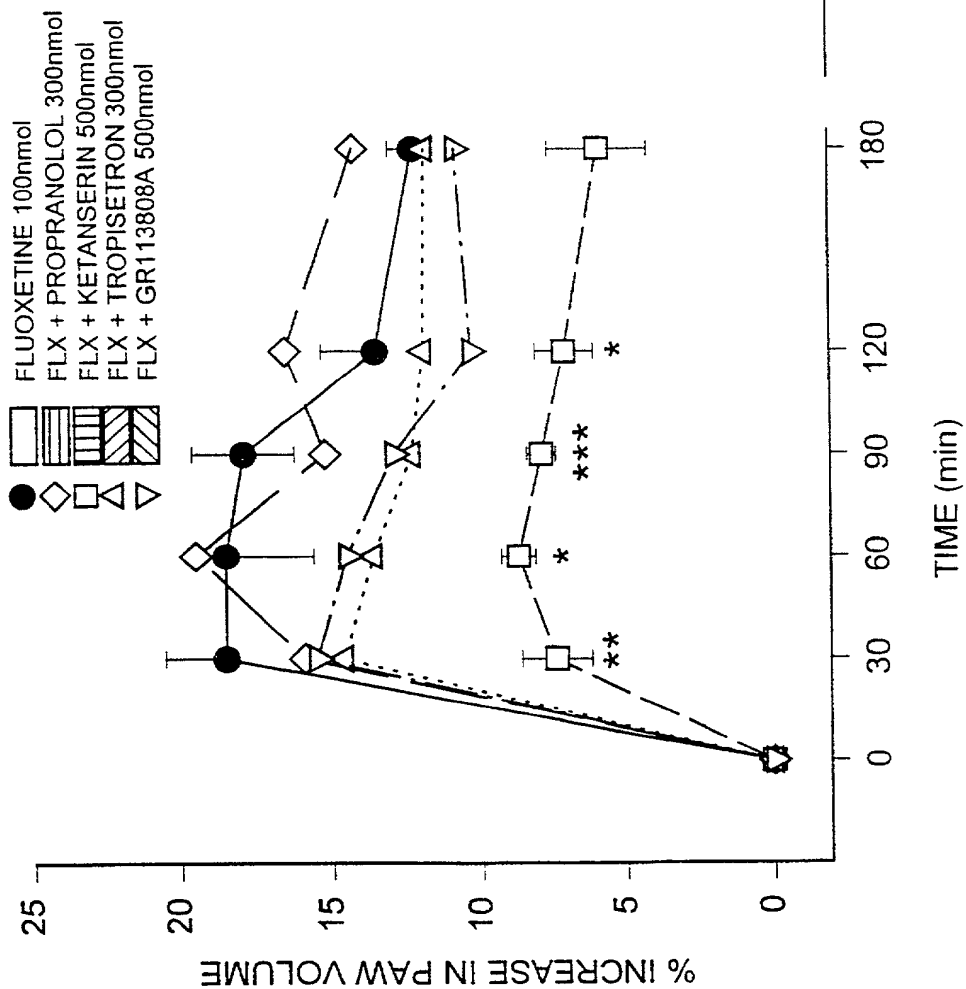 FLUOXETINE 100nmol
FLX + PROPRANOLOL 300nmol
FLX + KETANSERIN 500nmol
FLX + TROPISETRON 300nmol
FLX + GR113808A 500nmol
% INCREASE IN PAW VOLUME
25
20
15
10
5
0
**
*
***
*
0
30
60
90
120
180
TIME (min)